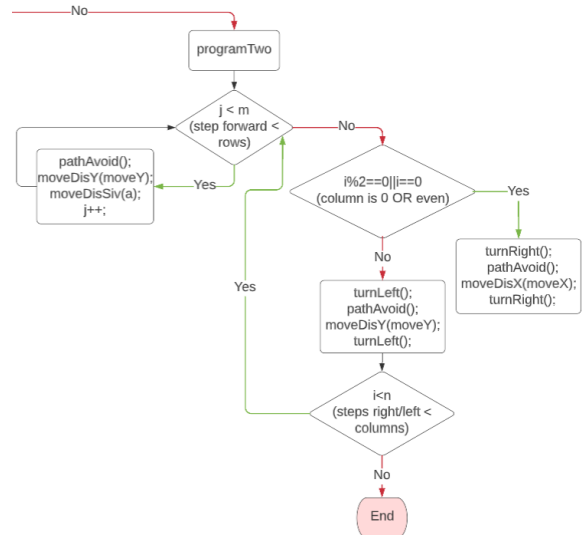 No
programTwo
j < m
(step forward <
rows)
No
Yes
pathAvoid();
moveDisY(moveY);
moveDisSiv(a);
j++;
i%2==0||i==0
(column is 0 OR even)
Yes
turnRight();
pathAvoid();
moveDisX(moveX);
turnRight();
No
turnLeft();
pathAvoid();
moveDisY(moveY);
turnLeft();
Yes
i<n
(steps right/left <
columns)
No
End